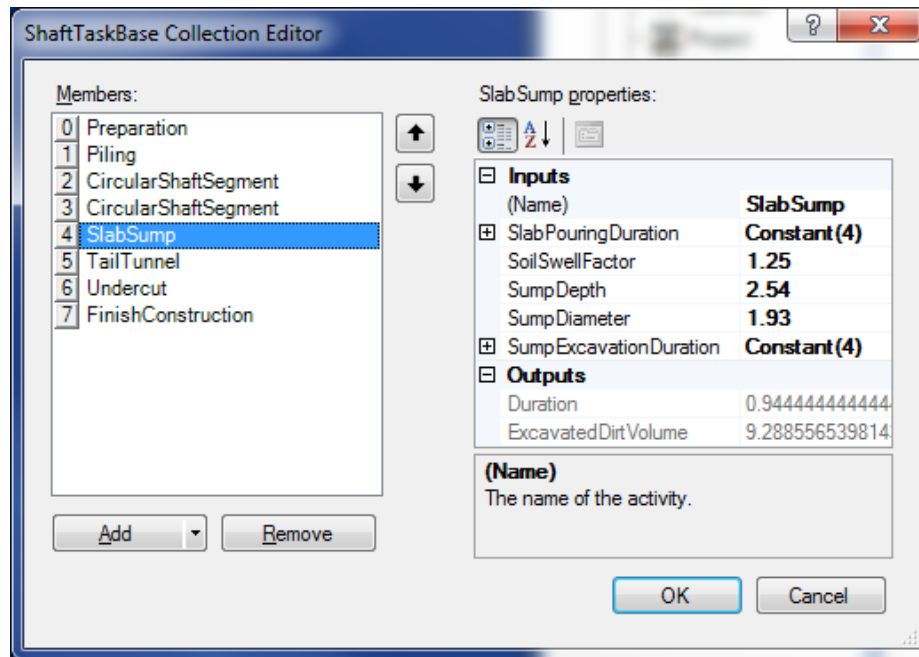 ShaftTaskBase Collection Editor
Members:
0 Preparation
1 Piling
2 CircularShaftSegment
3 CircularShaftSegment
4 SlabSump
5 TailTunnel
6 Undercut
7 FinishConstruction
Add
Remove
SlabSump properties:
Inputs
(Name) SlabSump
SlabPouringDuration Constant(4)
SoilSwellFactor 1.25
SumpDepth 2.54
SumpDiameter 1.93
SumpExcavationDuration Constant(4)
Outputs
Duration 0.944444444444
ExcavatedDirtVolume 9.288556539814
(Name)
The name of the activity.
OK
Cancel